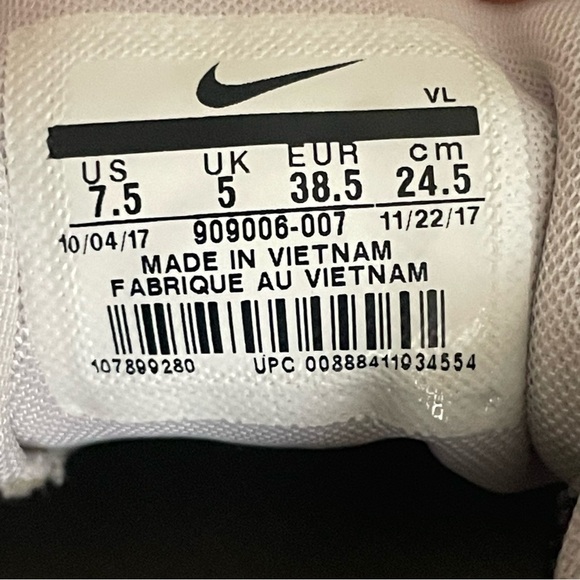 VL
US UK EUR cm
7.5 5 38.5 24.5
10/04/17 909006-007 11/22/17
MADE IN VIETNAM
FABRIQUE AU VIETNAM
107899280 UPC 00888411934554